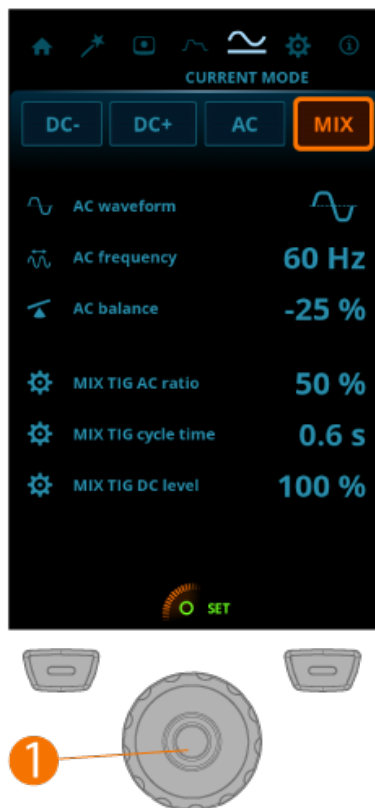 CURRENT MODE
DC- DC+ AC MIX
AC waveform
AC frequency 60 Hz
AC balance -25 %
MIX TIG AC ratio 50 %
MIX TIG cycle time 0.6 s
MIX TIG DC level 100 %
SET
1